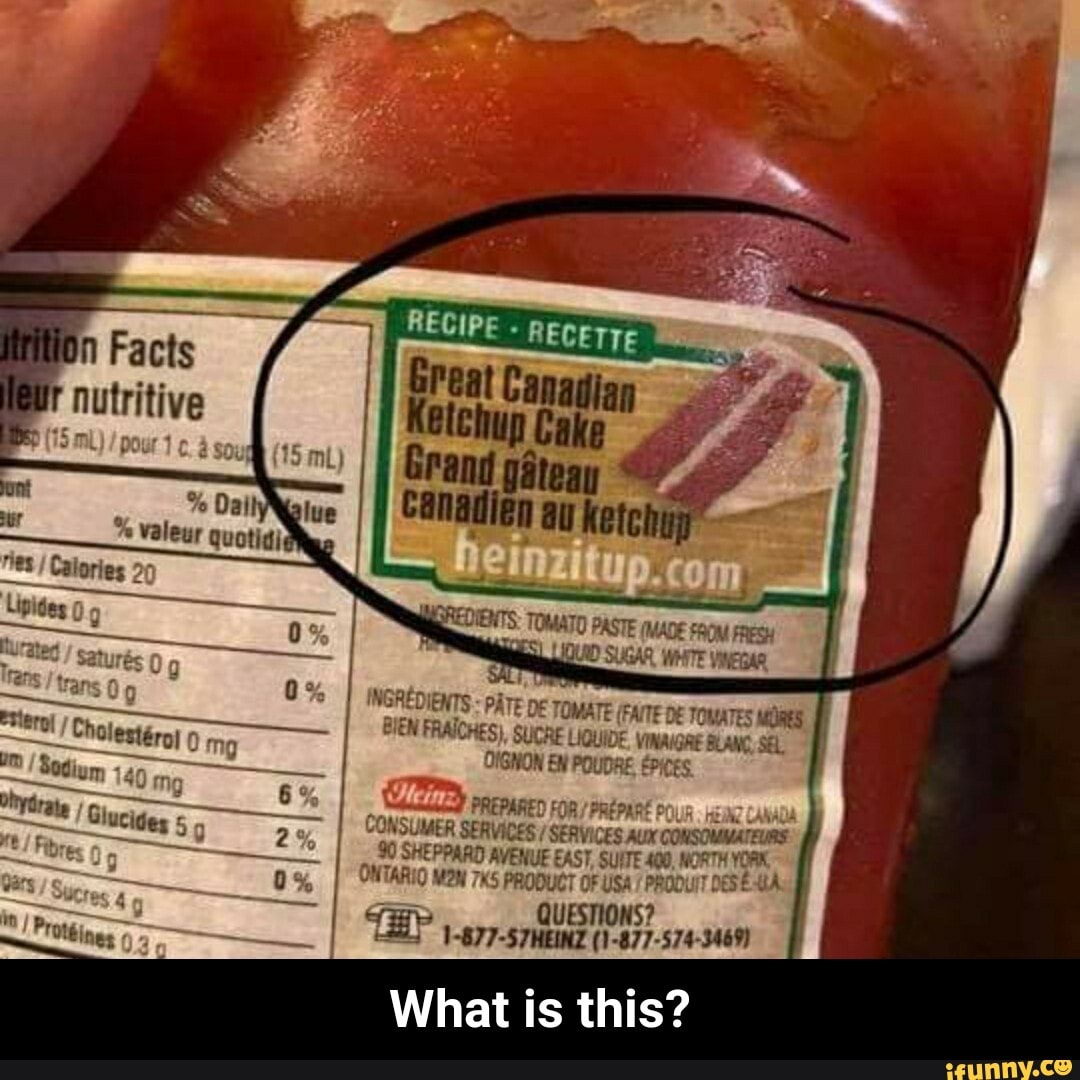 utrition Facts
leur nutritive
tbsp (15 mL) / pour 1 c. à soupe (15 mL)
ount
eur
% Daily Value
% valeur quotidienne
ries / Calories 20
Lipides 0 g 0 %
turated / saturés 0 g
Trans / trans 0 g 0 %
esterol / Cholestérol 0 mg
um / Sodium 140 mg 6 %
ohydrate / Glucides 5 g 2 %
re / Fibres 0 g 0 %
gars / Sucres 4 g
in / Protéines 0.3 g
RECIPE · RECETTE
Great Canadian
Ketchup Cake
Grand gâteau
canadien au ketchup
heinzitup.com
INGREDIENTS: TOMATO PASTE (MADE FROM FRESH
LIQUID SUGAR, WHITE VINEGAR,
SALT,
INGRÉDIENTS : PÂTE DE TOMATE (FAITE DE TOMATES MÛRES
BIEN FRAÎCHES), SUCRE LIQUIDE, VINAIGRE BLANC, SEL,
OIGNON EN POUDRE, ÉPICES.
Heinz PREPARED FOR / PRÉPARÉ POUR : HEINZ CANADA
CONSUMER SERVICES / SERVICES AUX CONSOMMATEURS
90 SHEPPARD AVENUE EAST, SUITE 400, NORTH YORK,
ONTARIO M2N 7K5 PRODUCT OF USA / PRODUIT DES É.-U.A.
QUESTIONS?
1-877-57HEINZ (1-877-574-3469)
What is this?
ifunny.co